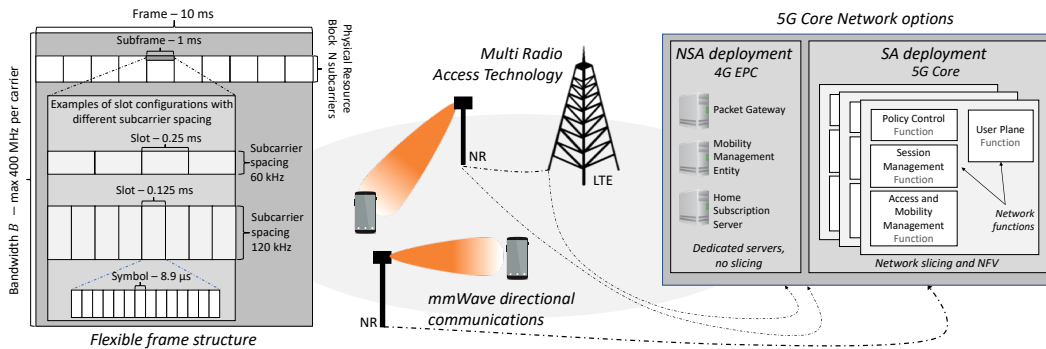 Frame – 10 ms
Subframe – 1 ms
Bandwidth B – max 400 MHz per carrier
Physical Resource
Block N subcarriers
Examples of slot configurations with
different subcarrier spacing
Slot – 0.25 ms
Subcarrier
spacing
60 kHz
Slot – 0.125 ms
Subcarrier
spacing
120 kHz
Symbol – 8.9 µs
Flexible frame structure
Multi Radio
Access Technology
NR
LTE
NR
mmWave directional
communications
5G Core Network options
NSA deployment
4G EPC
Packet Gateway
Mobility
Management
Entity
Home
Subscription
Server
Dedicated servers,
no slicing
SA deployment
5G Core
Policy Control
Function
Session
Management
Function
Access and
Mobility
Management
Function
User Plane
Function
Network
functions
Network slicing and NFV